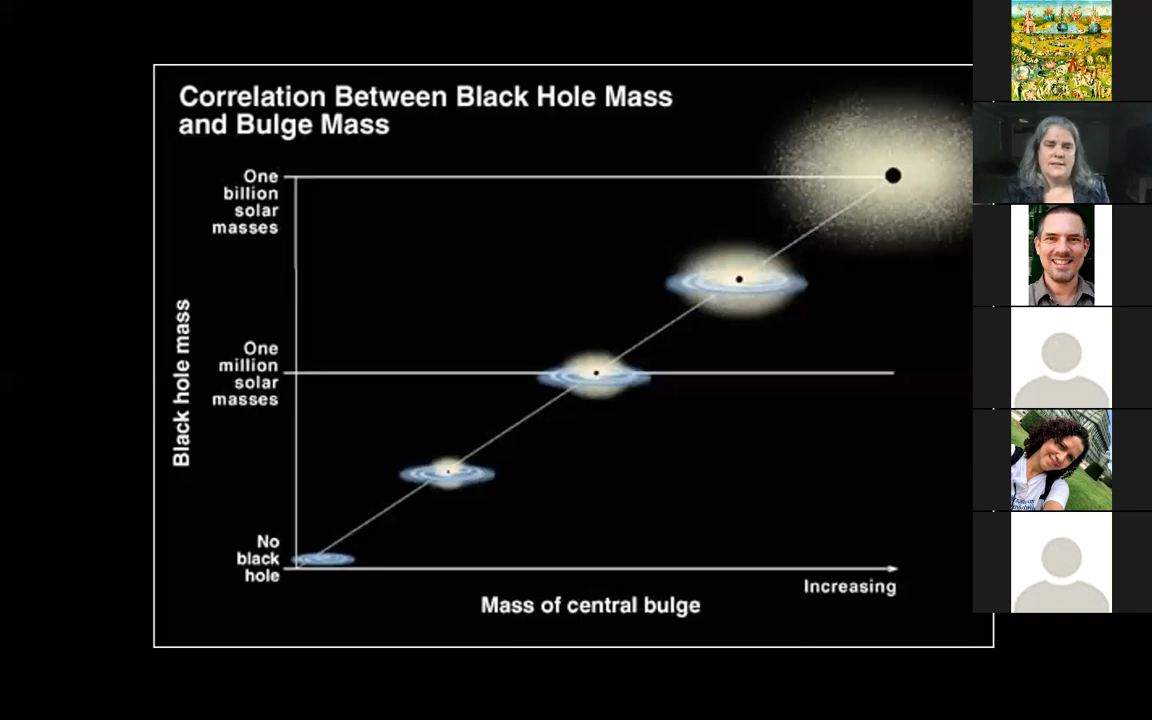 Correlation Between Black Hole Mass
and Bulge Mass
One
billion
solar
masses
One
million
solar
masses
No
black
hole
Black hole mass
Increasing
Mass of central bulge